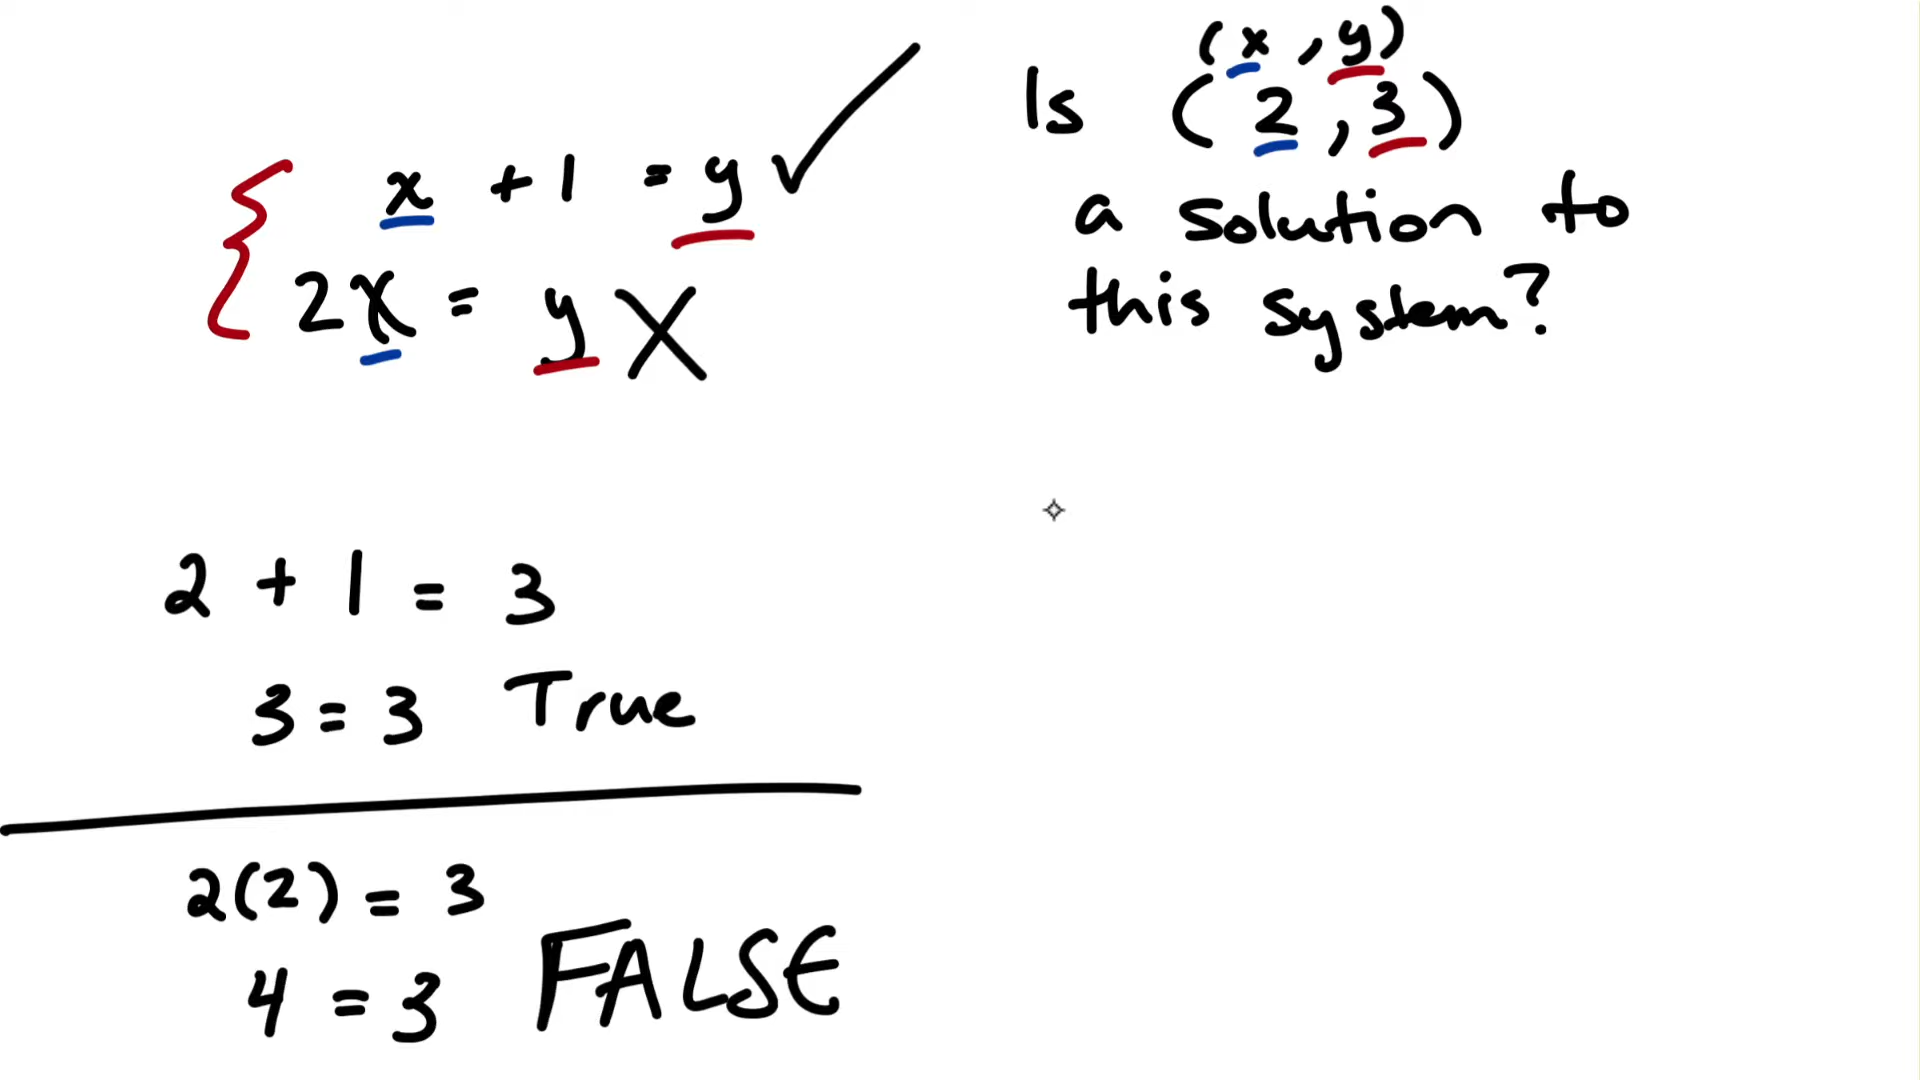 x + 1 = y ✓
2x = y X
(x, y)
Is (2, 3)
a solution to
this system?
2 + 1 = 3
3 = 3 True
2(2) = 3
4 = 3 FALSE